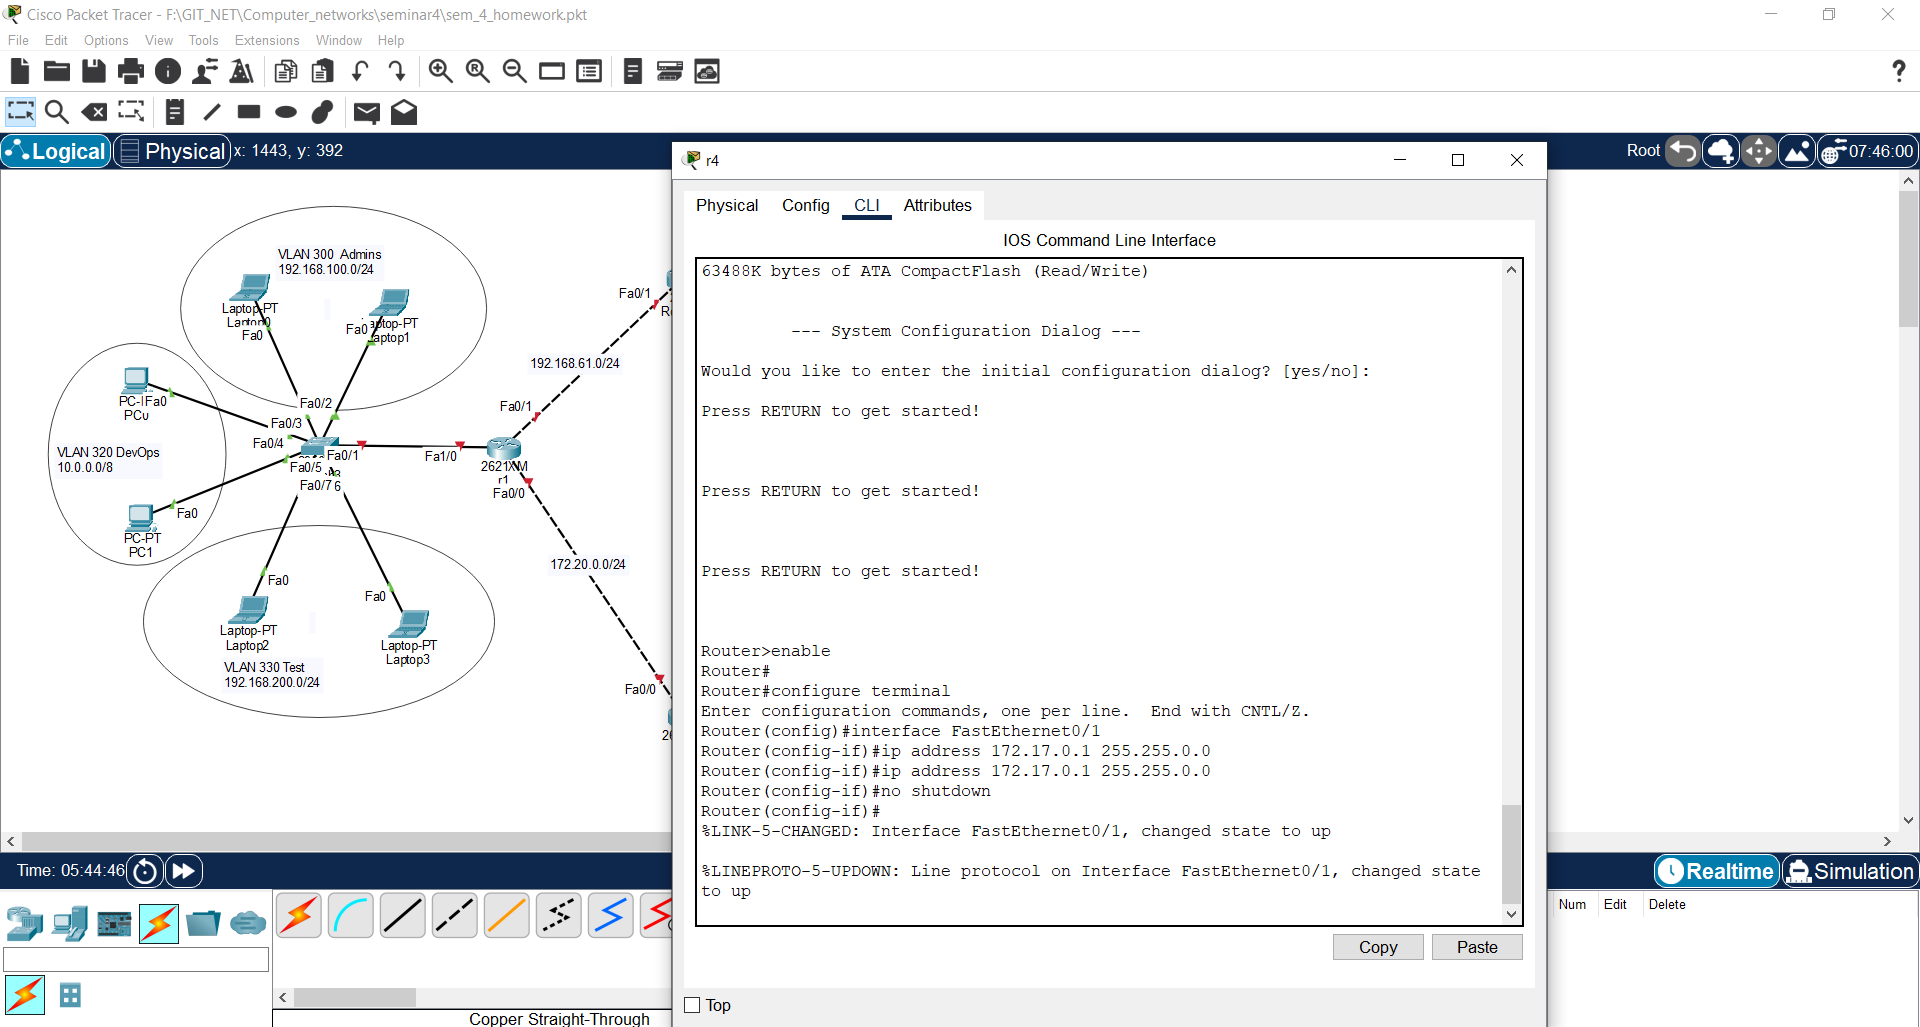 Cisco Packet Tracer - F:\GIT_NET\Computer_networks\seminar4\sem_4_homework.pkt
File Edit Options View Tools Extensions Window Help
Logical Physical x: 1443, y: 392
Root 07:46:00
VLAN 300 Admins
192.168.100.0/24
Laptop-PT
Laptop0
Fa0
Fa0
aptop1
PC-
Fa0
VLAN 320 DevOps
10.0.0.0/8
Fa0/2
Fa0/3
Fa0/4
Fa0/1
Fa0/5
Fa0/7
6
Fa0
PC-PT
PC1
Fa1/0
2621XM
r1
Fa0/0
Fa0/1
192.168.61.0/24
Fa0/1
172.20.0.0/24
Fa0/0
Fa0
Laptop-PT
Laptop2
Fa0
Laptop-PT
Laptop3
VLAN 330 Test
192.168.200.0/24
r4
Physical Config CLI Attributes
IOS Command Line Interface
63488K bytes of ATA CompactFlash (Read/Write)
--- System Configuration Dialog ---
Would you like to enter the initial configuration dialog? [yes/no]:
Press RETURN to get started!
Press RETURN to get started!
Press RETURN to get started!
Router>enable
Router#
Router#configure terminal
Enter configuration commands, one per line.  End with CNTL/Z.
Router(config)#interface FastEthernet0/1
Router(config-if)#ip address 172.17.0.1 255.255.0.0
Router(config-if)#ip address 172.17.0.1 255.255.0.0
Router(config-if)#no shutdown
Router(config-if)#
%LINK-5-CHANGED: Interface FastEthernet0/1, changed state to up
%LINEPROTO-5-UPDOWN: Line protocol on Interface FastEthernet0/1, changed state
to up
Copy Paste
Top
Time: 05:44:46
Realtime Simulation
Num Edit Delete
Copper Straight-Through